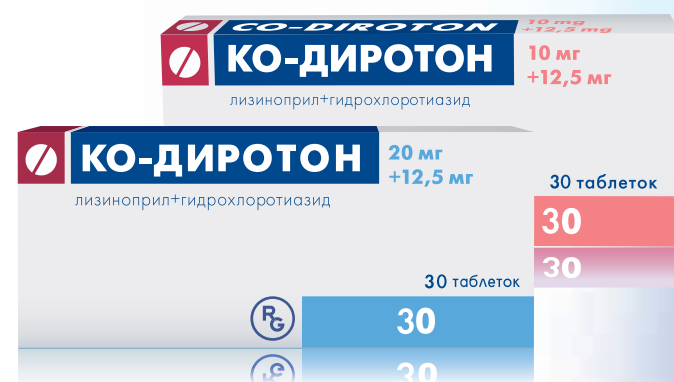 CO-DIROTON
10 mg
+12,5 mg
КО-ДИРОТОН
10 мг
+12,5 мг
лизиноприл+гидрохлоротиазид
30 таблеток
30
30
КО-ДИРОТОН
20 мг
+12,5 мг
лизиноприл+гидрохлоротиазид
30 таблеток
RG
30
RG
30